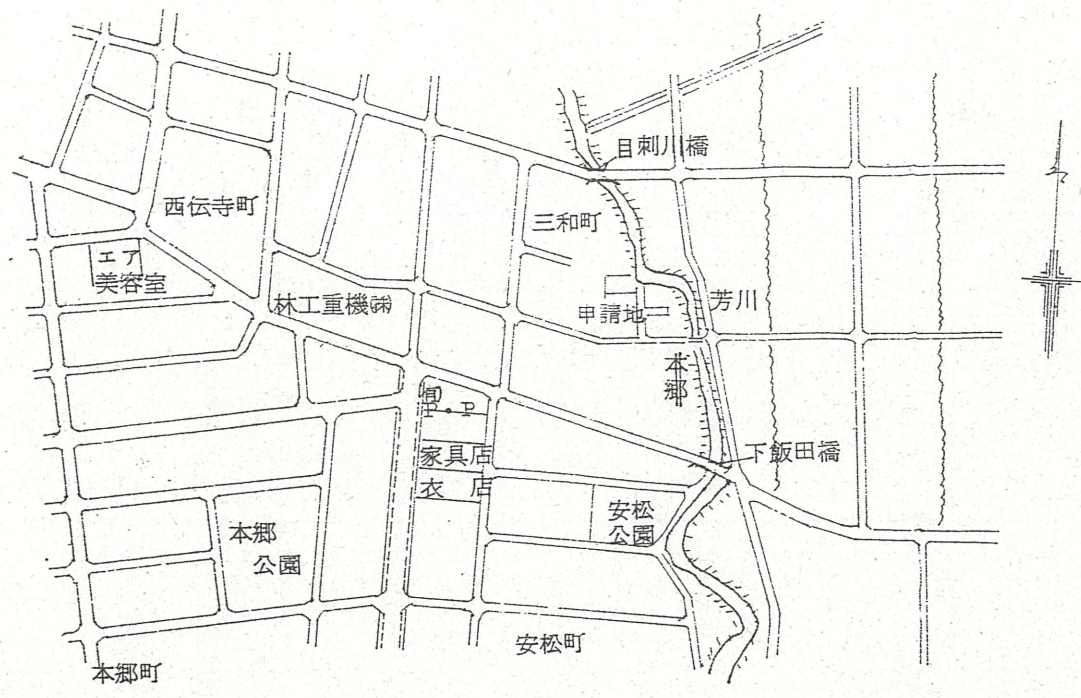 目刺川橋
西伝寺町
三和町
エア
美容室
林工重機㈱
申請地
芳川
本郷
旬
P・P
家具店
衣 店
下飯田橋
安松
公園
本郷
公園
安松町
本郷町